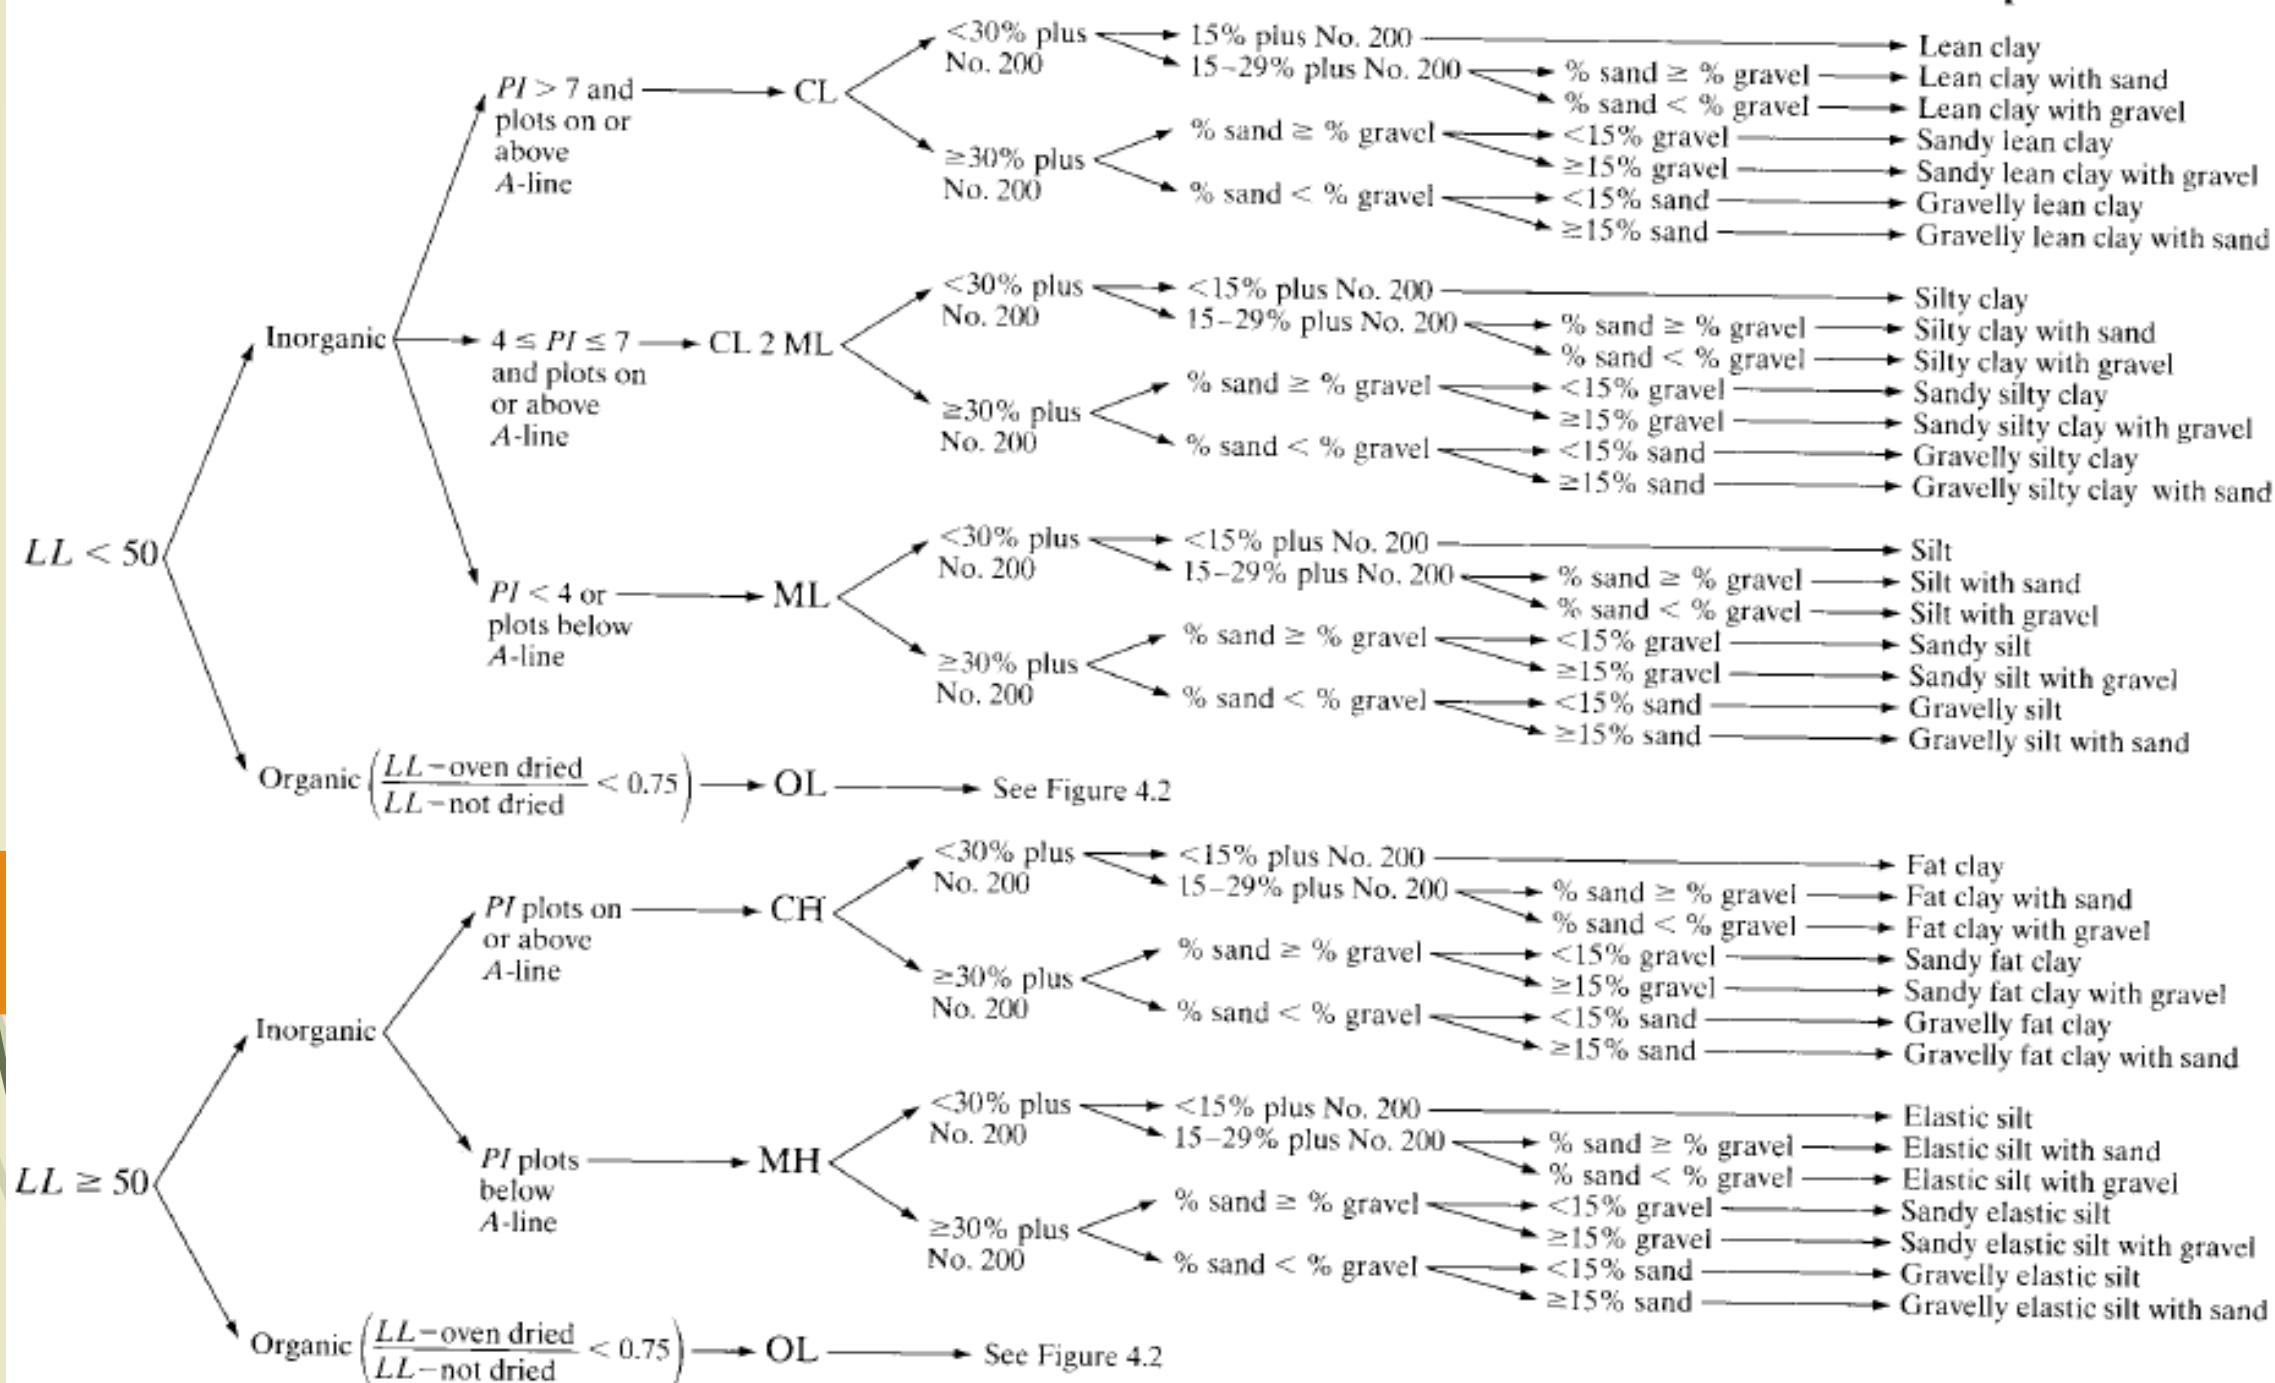 <30% plus No. 200
15% plus No. 200
Lean clay
15–29% plus No. 200
% sand ≥ % gravel
Lean clay with sand
% sand < % gravel
Lean clay with gravel
PI > 7 and plots on or above A-line
CL
≥30% plus No. 200
% sand ≥ % gravel
<15% gravel
Sandy lean clay
≥15% gravel
Sandy lean clay with gravel
% sand < % gravel
<15% sand
Gravelly lean clay
≥15% sand
Gravelly lean clay with sand
Inorganic
4 ≤ PI ≤ 7 and plots on or above A-line
CL 2 ML
<30% plus No. 200
<15% plus No. 200
Silty clay
15–29% plus No. 200
% sand ≥ % gravel
Silty clay with sand
% sand < % gravel
Silty clay with gravel
≥30% plus No. 200
% sand ≥ % gravel
<15% gravel
Sandy silty clay
≥15% gravel
Sandy silty clay with gravel
% sand < % gravel
<15% sand
Gravelly silty clay
≥15% sand
Gravelly silty clay with sand
LL < 50
PI < 4 or plots below A-line
ML
<30% plus No. 200
<15% plus No. 200
Silt
15–29% plus No. 200
% sand ≥ % gravel
Silt with sand
% sand < % gravel
Silt with gravel
≥30% plus No. 200
% sand ≥ % gravel
<15% gravel
Sandy silt
≥15% gravel
Sandy silt with gravel
% sand < % gravel
<15% sand
Gravelly silt
≥15% sand
Gravelly silt with sand
Organic (LL−oven dried / LL−not dried < 0.75)
OL
See Figure 4.2
LL ≥ 50
Inorganic
PI plots on or above A-line
CH
<30% plus No. 200
<15% plus No. 200
Fat clay
15–29% plus No. 200
% sand ≥ % gravel
Fat clay with sand
% sand < % gravel
Fat clay with gravel
≥30% plus No. 200
% sand ≥ % gravel
<15% gravel
Sandy fat clay
≥15% gravel
Sandy fat clay with gravel
% sand < % gravel
<15% sand
Gravelly fat clay
≥15% sand
Gravelly fat clay with sand
PI plots below A-line
MH
<30% plus No. 200
<15% plus No. 200
Elastic silt
15–29% plus No. 200
% sand ≥ % gravel
Elastic silt with sand
% sand < % gravel
Elastic silt with gravel
≥30% plus No. 200
% sand ≥ % gravel
<15% gravel
Sandy elastic silt
≥15% gravel
Sandy elastic silt with gravel
% sand < % gravel
<15% sand
Gravelly elastic silt
≥15% sand
Gravelly elastic silt with sand
Organic (LL−oven dried / LL−not dried < 0.75)
OL
See Figure 4.2